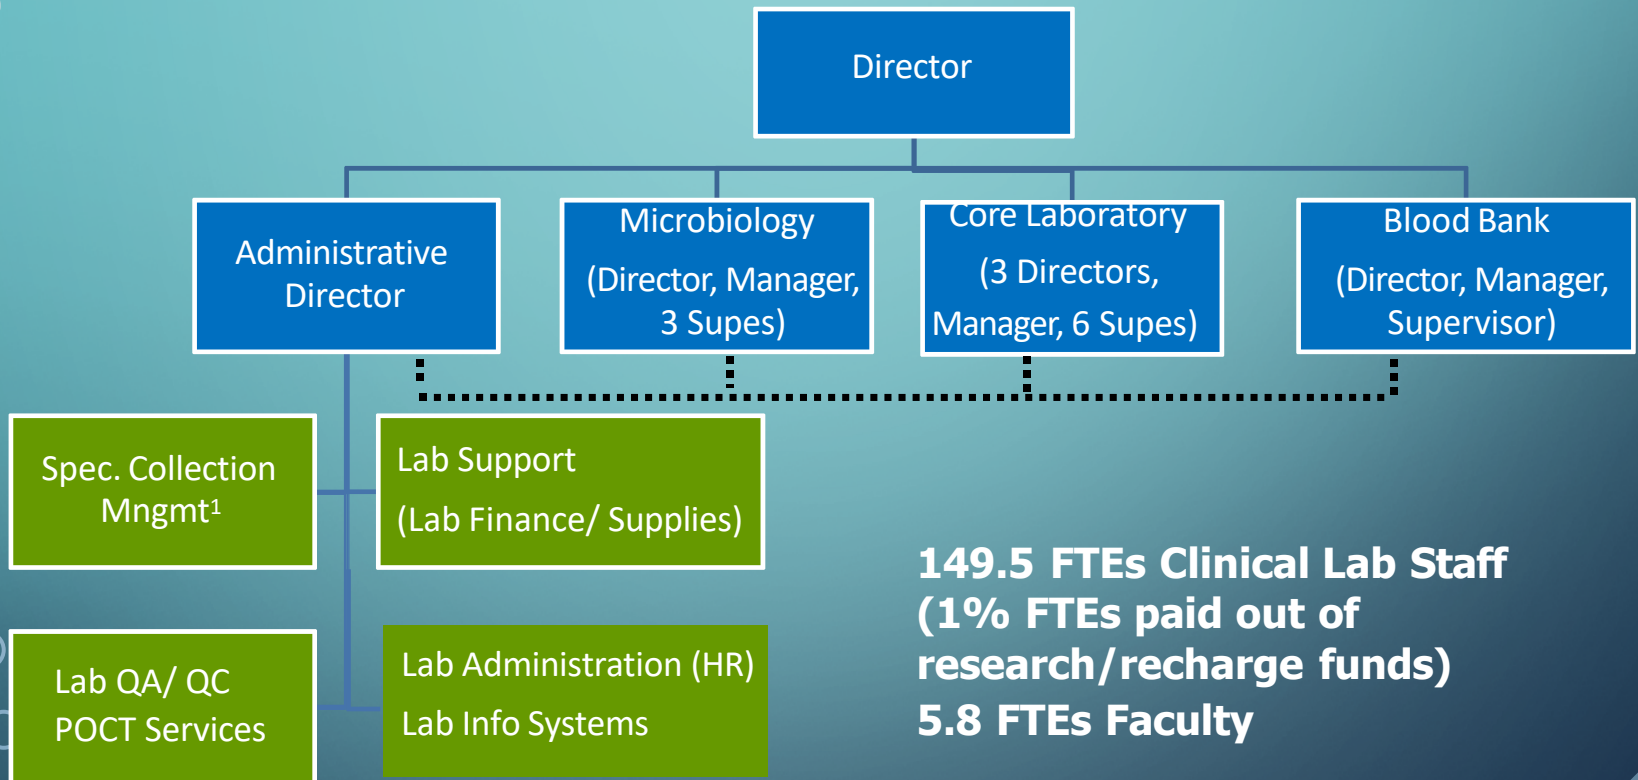 Director
Administrative
Director
Microbiology
(Director, Manager,
3 Supes)
Core Laboratory
(3 Directors,
Manager, 6 Supes)
Blood Bank
(Director, Manager,
Supervisor)
Spec. Collection
Mngmt¹
Lab Support
(Lab Finance/ Supplies)
Lab QA/ QC
POCT Services
Lab Administration (HR)
Lab Info Systems
149.5 FTEs Clinical Lab Staff
(1% FTEs paid out of
research/recharge funds)
5.8 FTEs Faculty